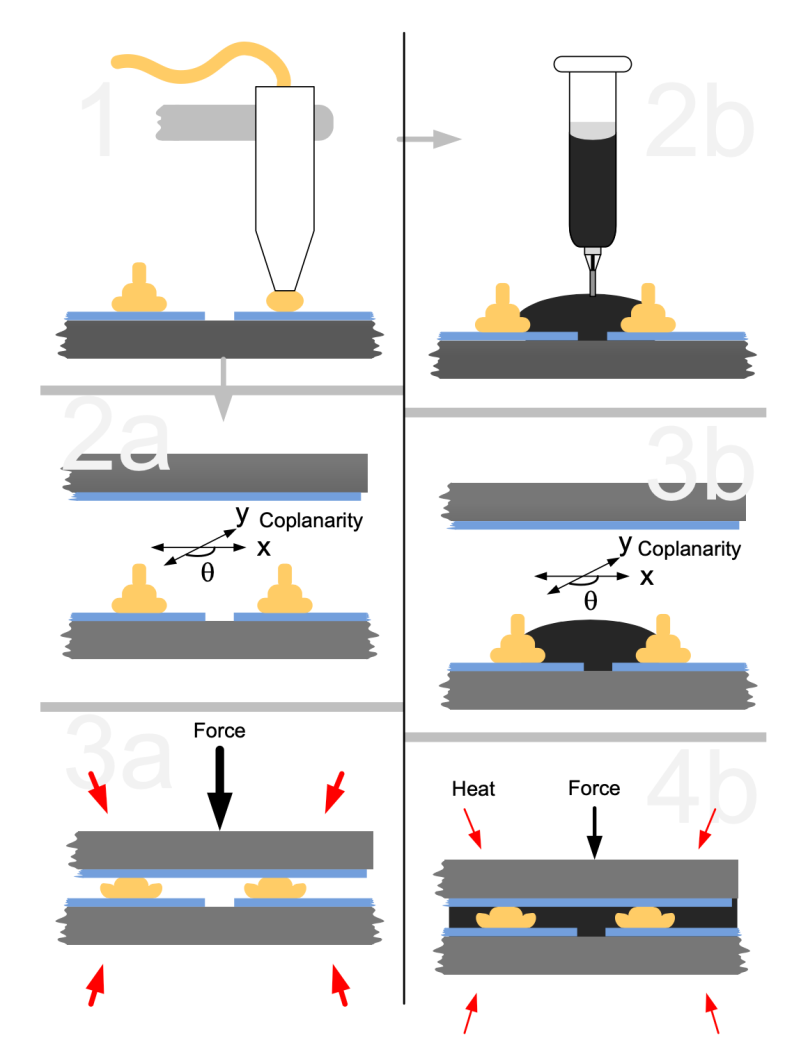 1
2b
2a
y Coplanarity
x
θ
3b
y Coplanarity
x
θ
3a
Force
4b
Heat
Force